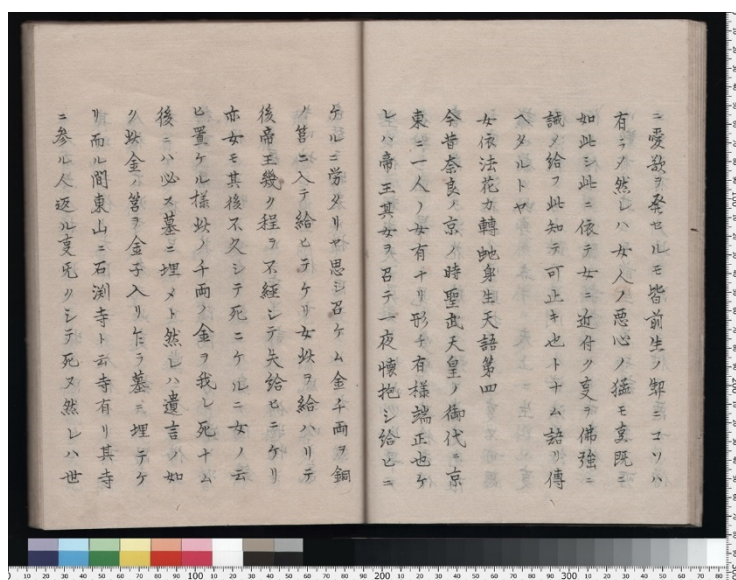 ニ愛欲ヲ発セルモ皆前生ノ契ニコソハ
有ラメ然レハ女人ノ悪心ノ猛キ事既ニ
如此シ此ニ依テ女ニ近付ク事ヲ佛強ニ
誡メ給フ此知テ可止キ也トナム語リ傳
ヘタルトヤ
女依法花力轉蛇身生天語第四
今昔奈良ノ京ノ時聖武天皇ノ御代ニ京
東ニ一人ノ女有ケリ形チ有様端正也ケ
レハ帝王其女ヲ召テ一夜懐抱シ給ヒニ
ケルニ労タクヤ思シ召ケム金千両ヲ銅
ノ筥ニ入テ給ヒテケリ女此ヲ給ハリテ
後帝王幾ク程ヲ不経シテ失給ヒニケリ
亦女モ其後不久シテ死ニケルニ女ノ云
ヒ置ケル様此ノ千両ノ金ヲ我レ死ナム
後ニハ必ス墓ニ埋メト然レハ遺言ノ如
ク此金ノ筥ヲ金乍入リ墓ニ埋テケ
リ而ル間東山ニ石渕寺ト云寺有リ其寺
ニ参ル人返ル事无クシテ死ヌ然レハ世